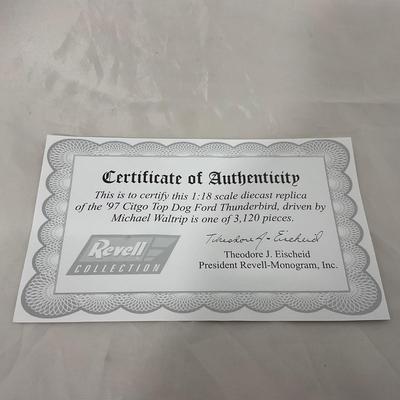 Certificate of Authenticity
This is to certify this 1:18 scale diecast replica
of the '97 Citgo Top Dog Ford Thunderbird, driven by
Michael Waltrip is one of 3,120 pieces.
Revell
COLLECTION
Theodore J. Eischeid
Theodore J. Eischeid
President Revell-Monogram, Inc.